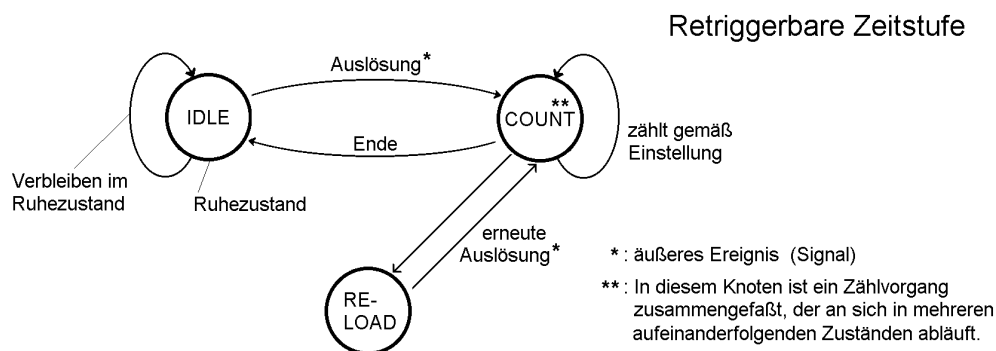 Retriggerbare Zeitstufe
Auslösung*
IDLE
COUNT**
Ende
zählt gemäß
Einstellung
Verbleiben im
Ruhezustand
Ruhezustand
erneute
Auslösung*
RE-
LOAD
* : äußeres Ereignis (Signal)
** : In diesem Knoten ist ein Zählvorgang
zusammengefaßt, der an sich in mehreren
aufeinanderfolgenden Zuständen abläuft.